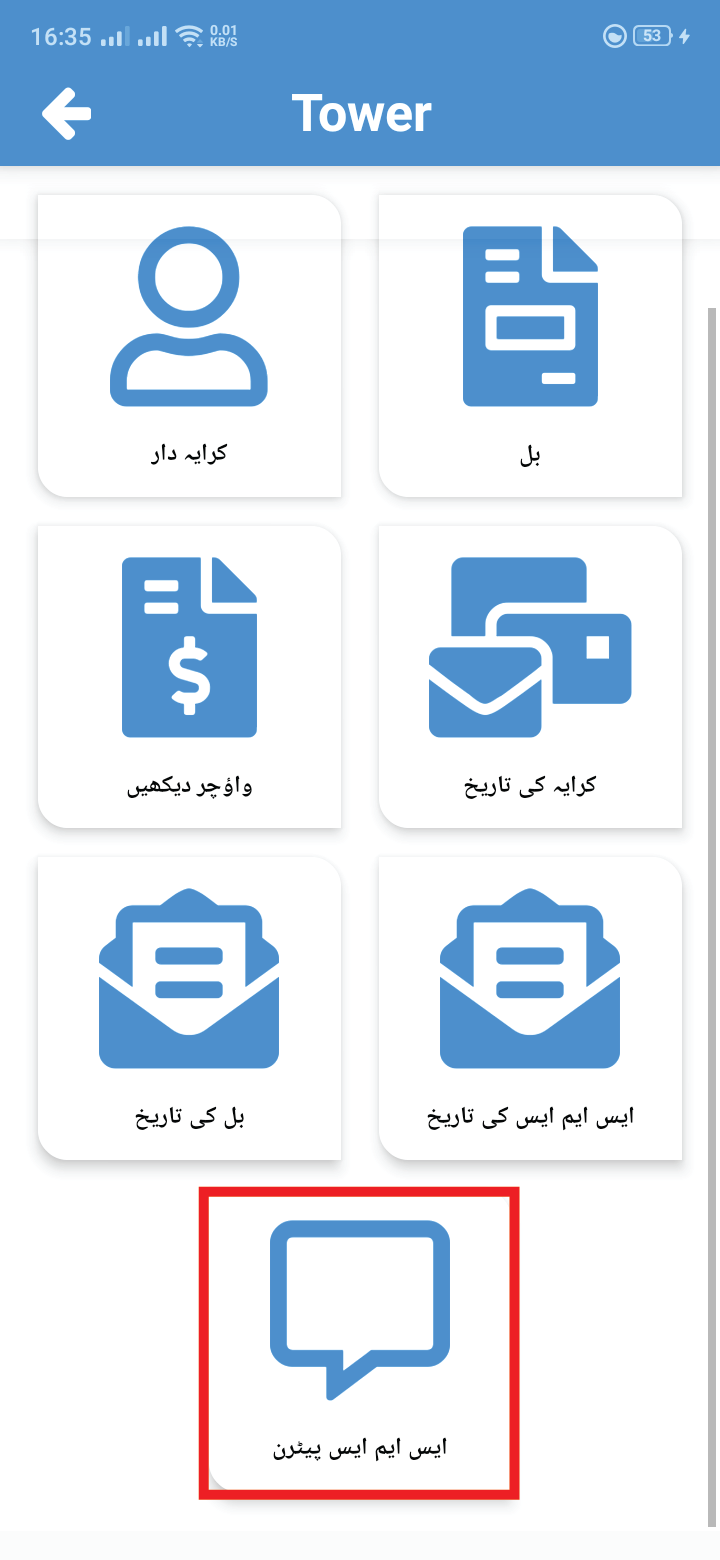 16:35
0.01
KB/S
53
Tower
کرایہ دار
بل
واؤچر دیکھیں
کرایہ کی تاریخ
بل کی تاریخ
ایس ایم ایس کی تاریخ
ایس ایم ایس پیٹرن